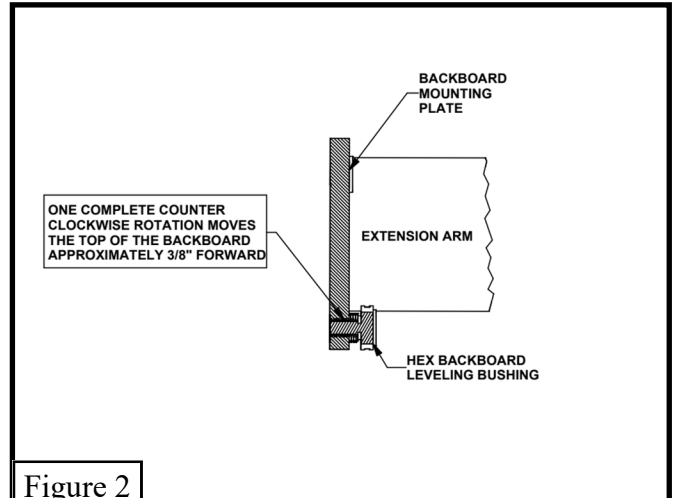 BACKBOARD
MOUNTING
PLATE
ONE COMPLETE COUNTER
CLOCKWISE ROTATION MOVES
THE TOP OF THE BACKBOARD
APPROXIMATELY 3/8" FORWARD
EXTENSION ARM
HEX BACKBOARD
LEVELING BUSHING
Figure 2